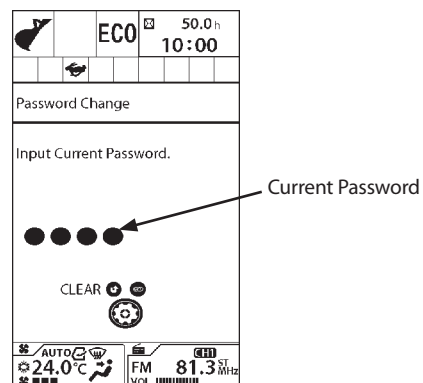 ECO
50.0 h
10:00
Password Change
Input Current Password.
Current Password
CLEAR
AUTO
24.0°C
CH1
FM 81.3 ST MHz
VOL